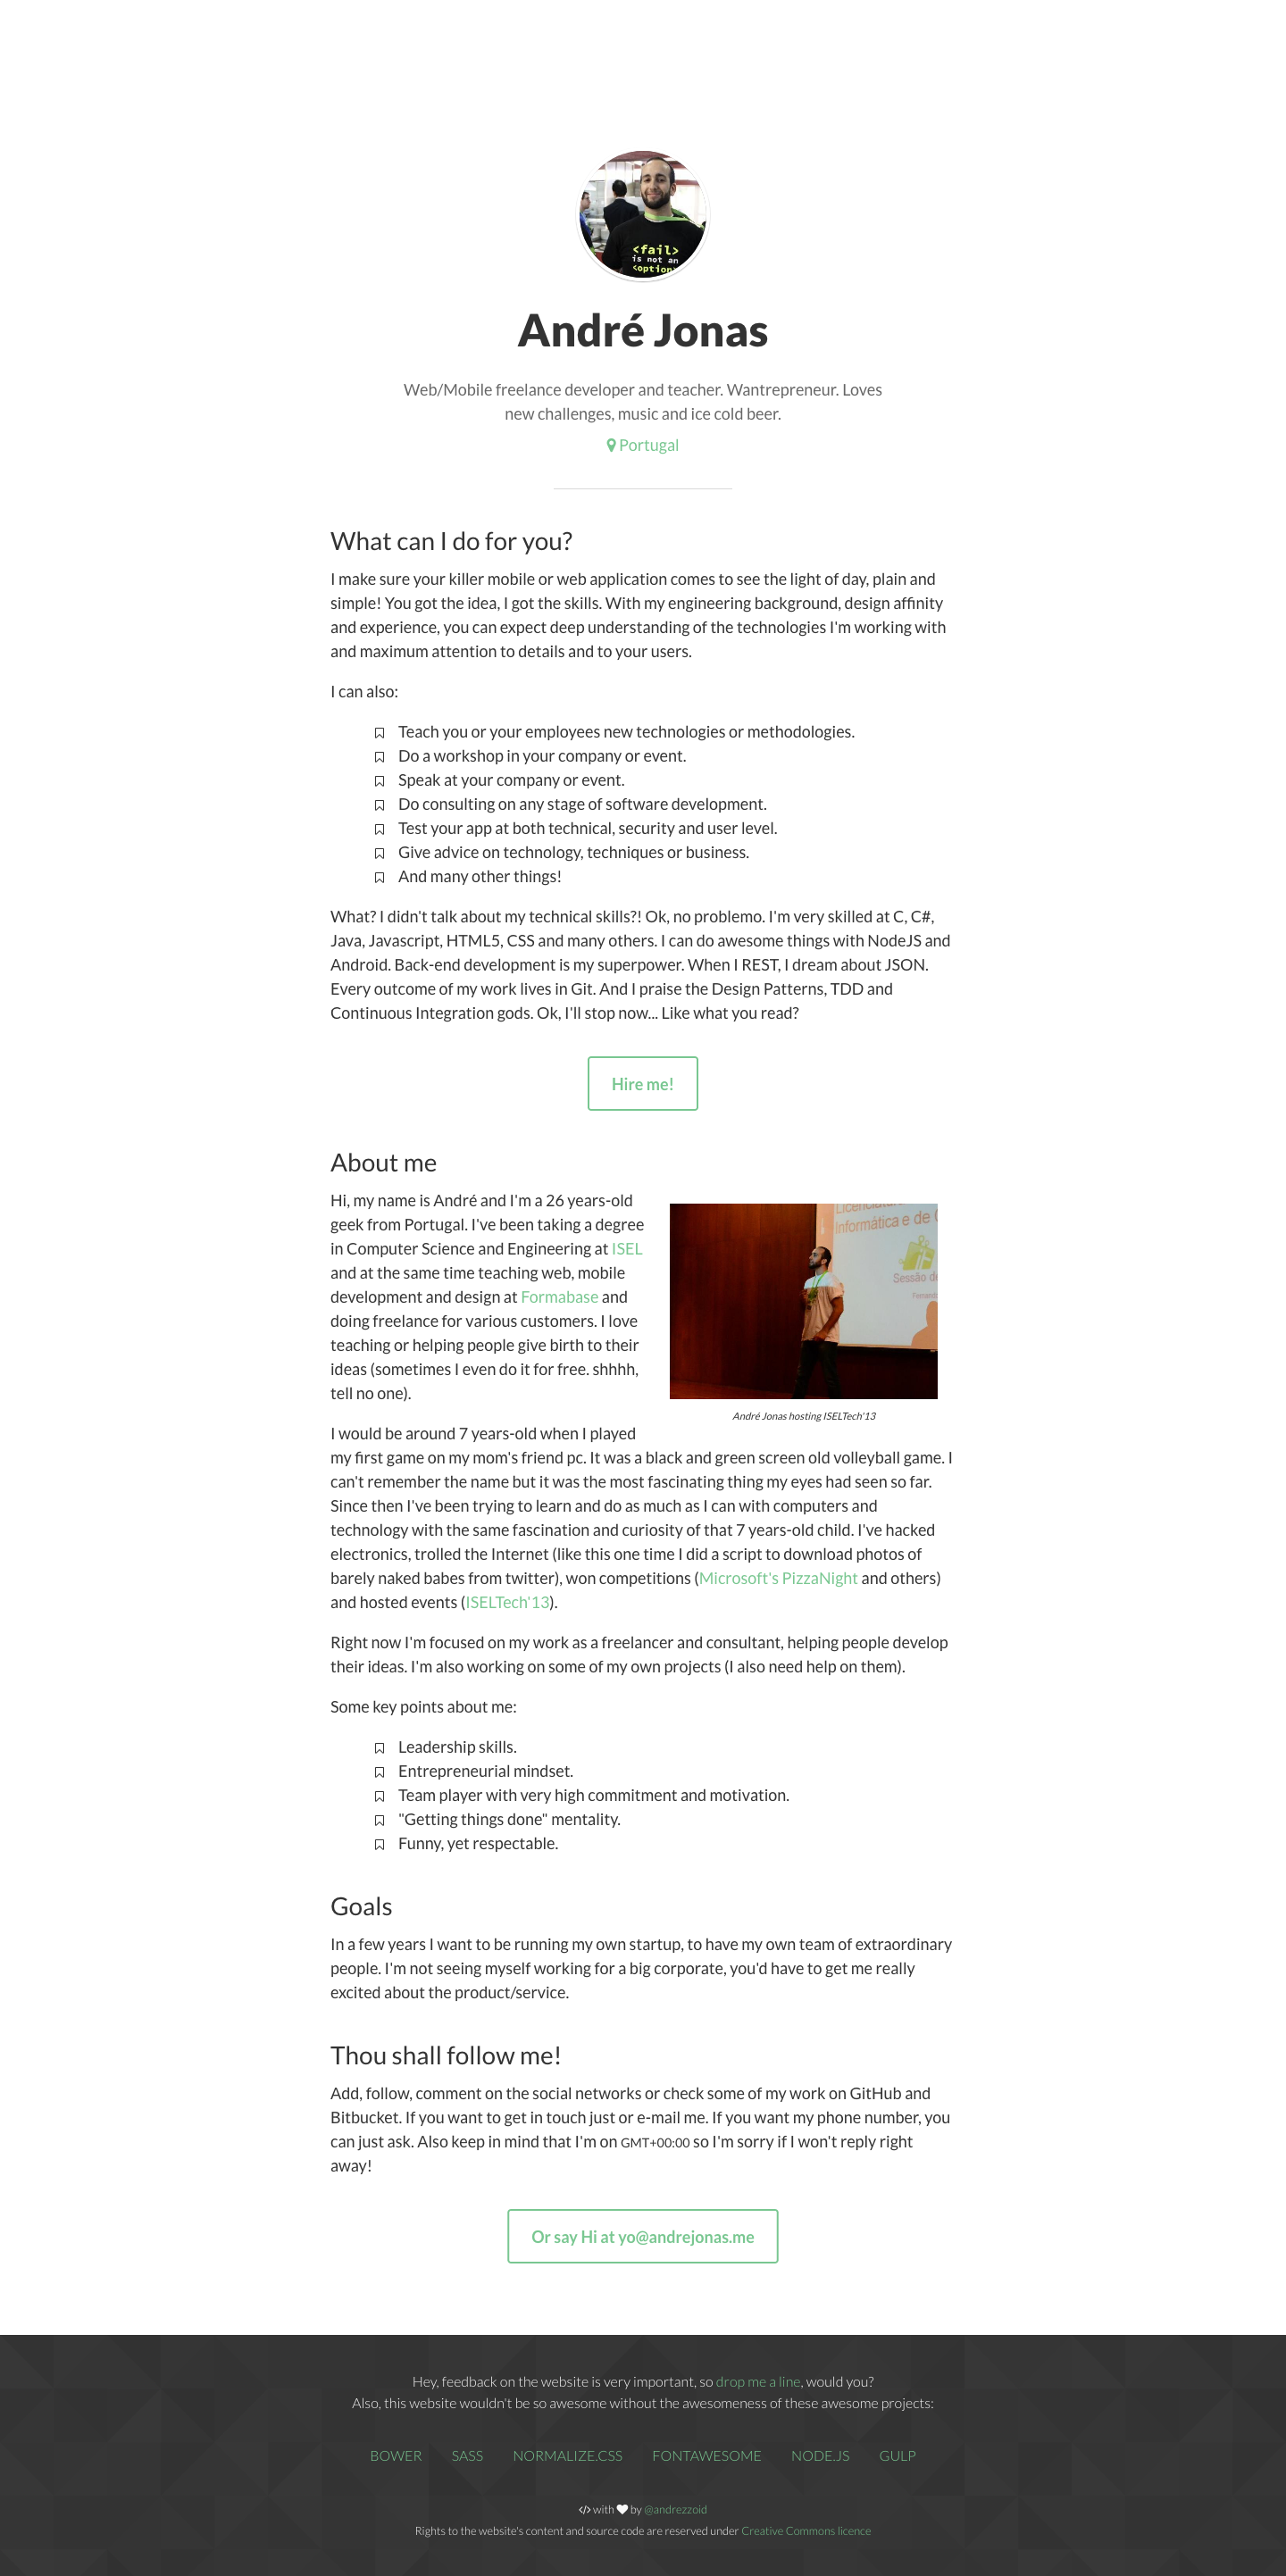 <fail>
is not an
<option
André Jonas
Web/Mobile freelance developer and teacher. Wantrepreneur. Loves
new challenges, music and ice cold beer.
Portugal
What can I do for you?
I make sure your killer mobile or web application comes to see the light of day, plain and
simple! You got the idea, I got the skills. With my engineering background, design affinity
and experience, you can expect deep understanding of the technologies I'm working with
and maximum attention to details and to your users.
I can also:
Teach you or your employees new technologies or methodologies.
Do a workshop in your company or event.
Speak at your company or event.
Do consulting on any stage of software development.
Test your app at both technical, security and user level.
Give advice on technology, techniques or business.
And many other things!
What? I didn't talk about my technical skills?! Ok, no problemo. I'm very skilled at C, C#,
Java, Javascript, HTML5, CSS and many others. I can do awesome things with NodeJS and
Android. Back-end development is my superpower. When I REST, I dream about JSON.
Every outcome of my work lives in Git. And I praise the Design Patterns, TDD and
Continuous Integration gods. Ok, I'll stop now... Like what you read?
Hire me!
About me
Hi, my name is André and I'm a 26 years-old
geek from Portugal. I've been taking a degree
in Computer Science and Engineering at ISEL
and at the same time teaching web, mobile
development and design at Formabase and
doing freelance for various customers. I love
teaching or helping people give birth to their
ideas (sometimes I even do it for free. shhhh,
tell no one).
Licenciatura
Informática e de
Sessão de
André Jonas hosting ISELTech'13
I would be around 7 years-old when I played
my first game on my mom's friend pc. It was a black and green screen old volleyball game. I
can't remember the name but it was the most fascinating thing my eyes had seen so far.
Since then I've been trying to learn and do as much as I can with computers and
technology with the same fascination and curiosity of that 7 years-old child. I've hacked
electronics, trolled the Internet (like this one time I did a script to download photos of
barely naked babes from twitter), won competitions (Microsoft's PizzaNight and others)
and hosted events (ISELTech'13).
Right now I'm focused on my work as a freelancer and consultant, helping people develop
their ideas. I'm also working on some of my own projects (I also need help on them).
Some key points about me:
Leadership skills.
Entrepreneurial mindset.
Team player with very high commitment and motivation.
"Getting things done" mentality.
Funny, yet respectable.
Goals
In a few years I want to be running my own startup, to have my own team of extraordinary
people. I'm not seeing myself working for a big corporate, you'd have to get me really
excited about the product/service.
Thou shall follow me!
Add, follow, comment on the social networks or check some of my work on GitHub and
Bitbucket. If you want to get in touch just or e-mail me. If you want my phone number, you
can just ask. Also keep in mind that I'm on GMT+00:00 so I'm sorry if I won't reply right
away!
Or say Hi at yo@andrejonas.me
Hey, feedback on the website is very important, so drop me a line, would you?
Also, this website wouldn't be so awesome without the awesomeness of these awesome projects:
BOWER SASS NORMALIZE.CSS FONTAWESOME NODE.JS GULP
with by @andrezzoid
Rights to the website's content and source code are reserved under Creative Commons licence